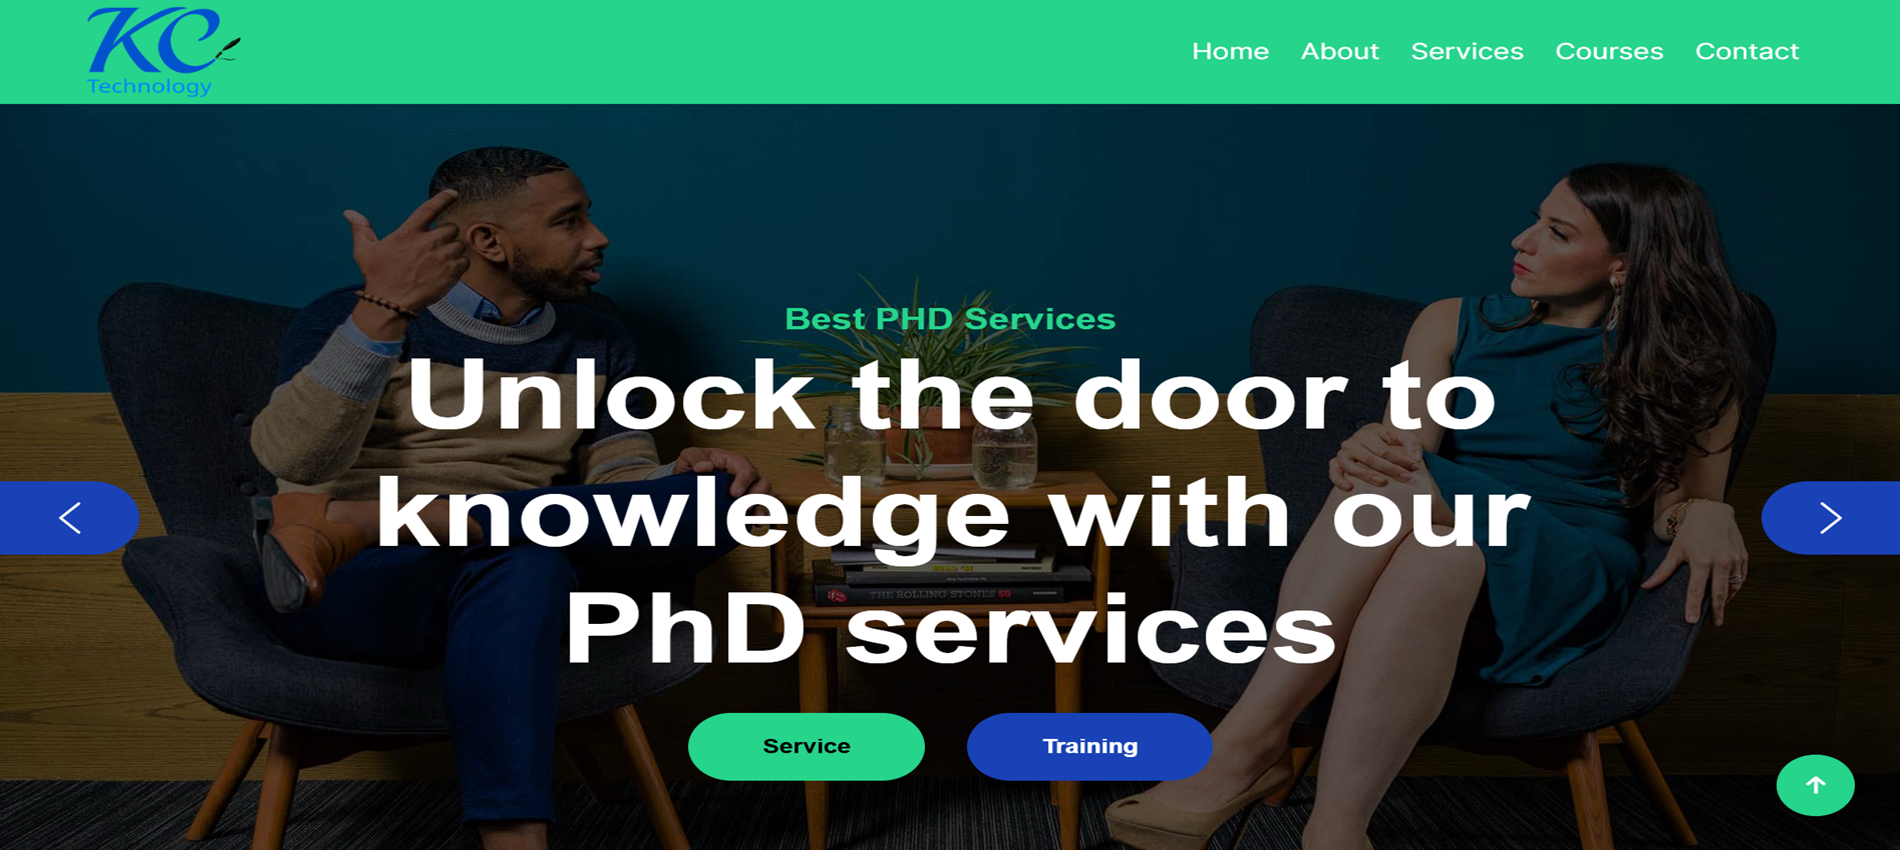 KC
Technology
Home About Services Courses Contact
Best PHD Services
Unlock the door to
knowledge with our
PhD services
THE ROLLING STONES 50
Service Training